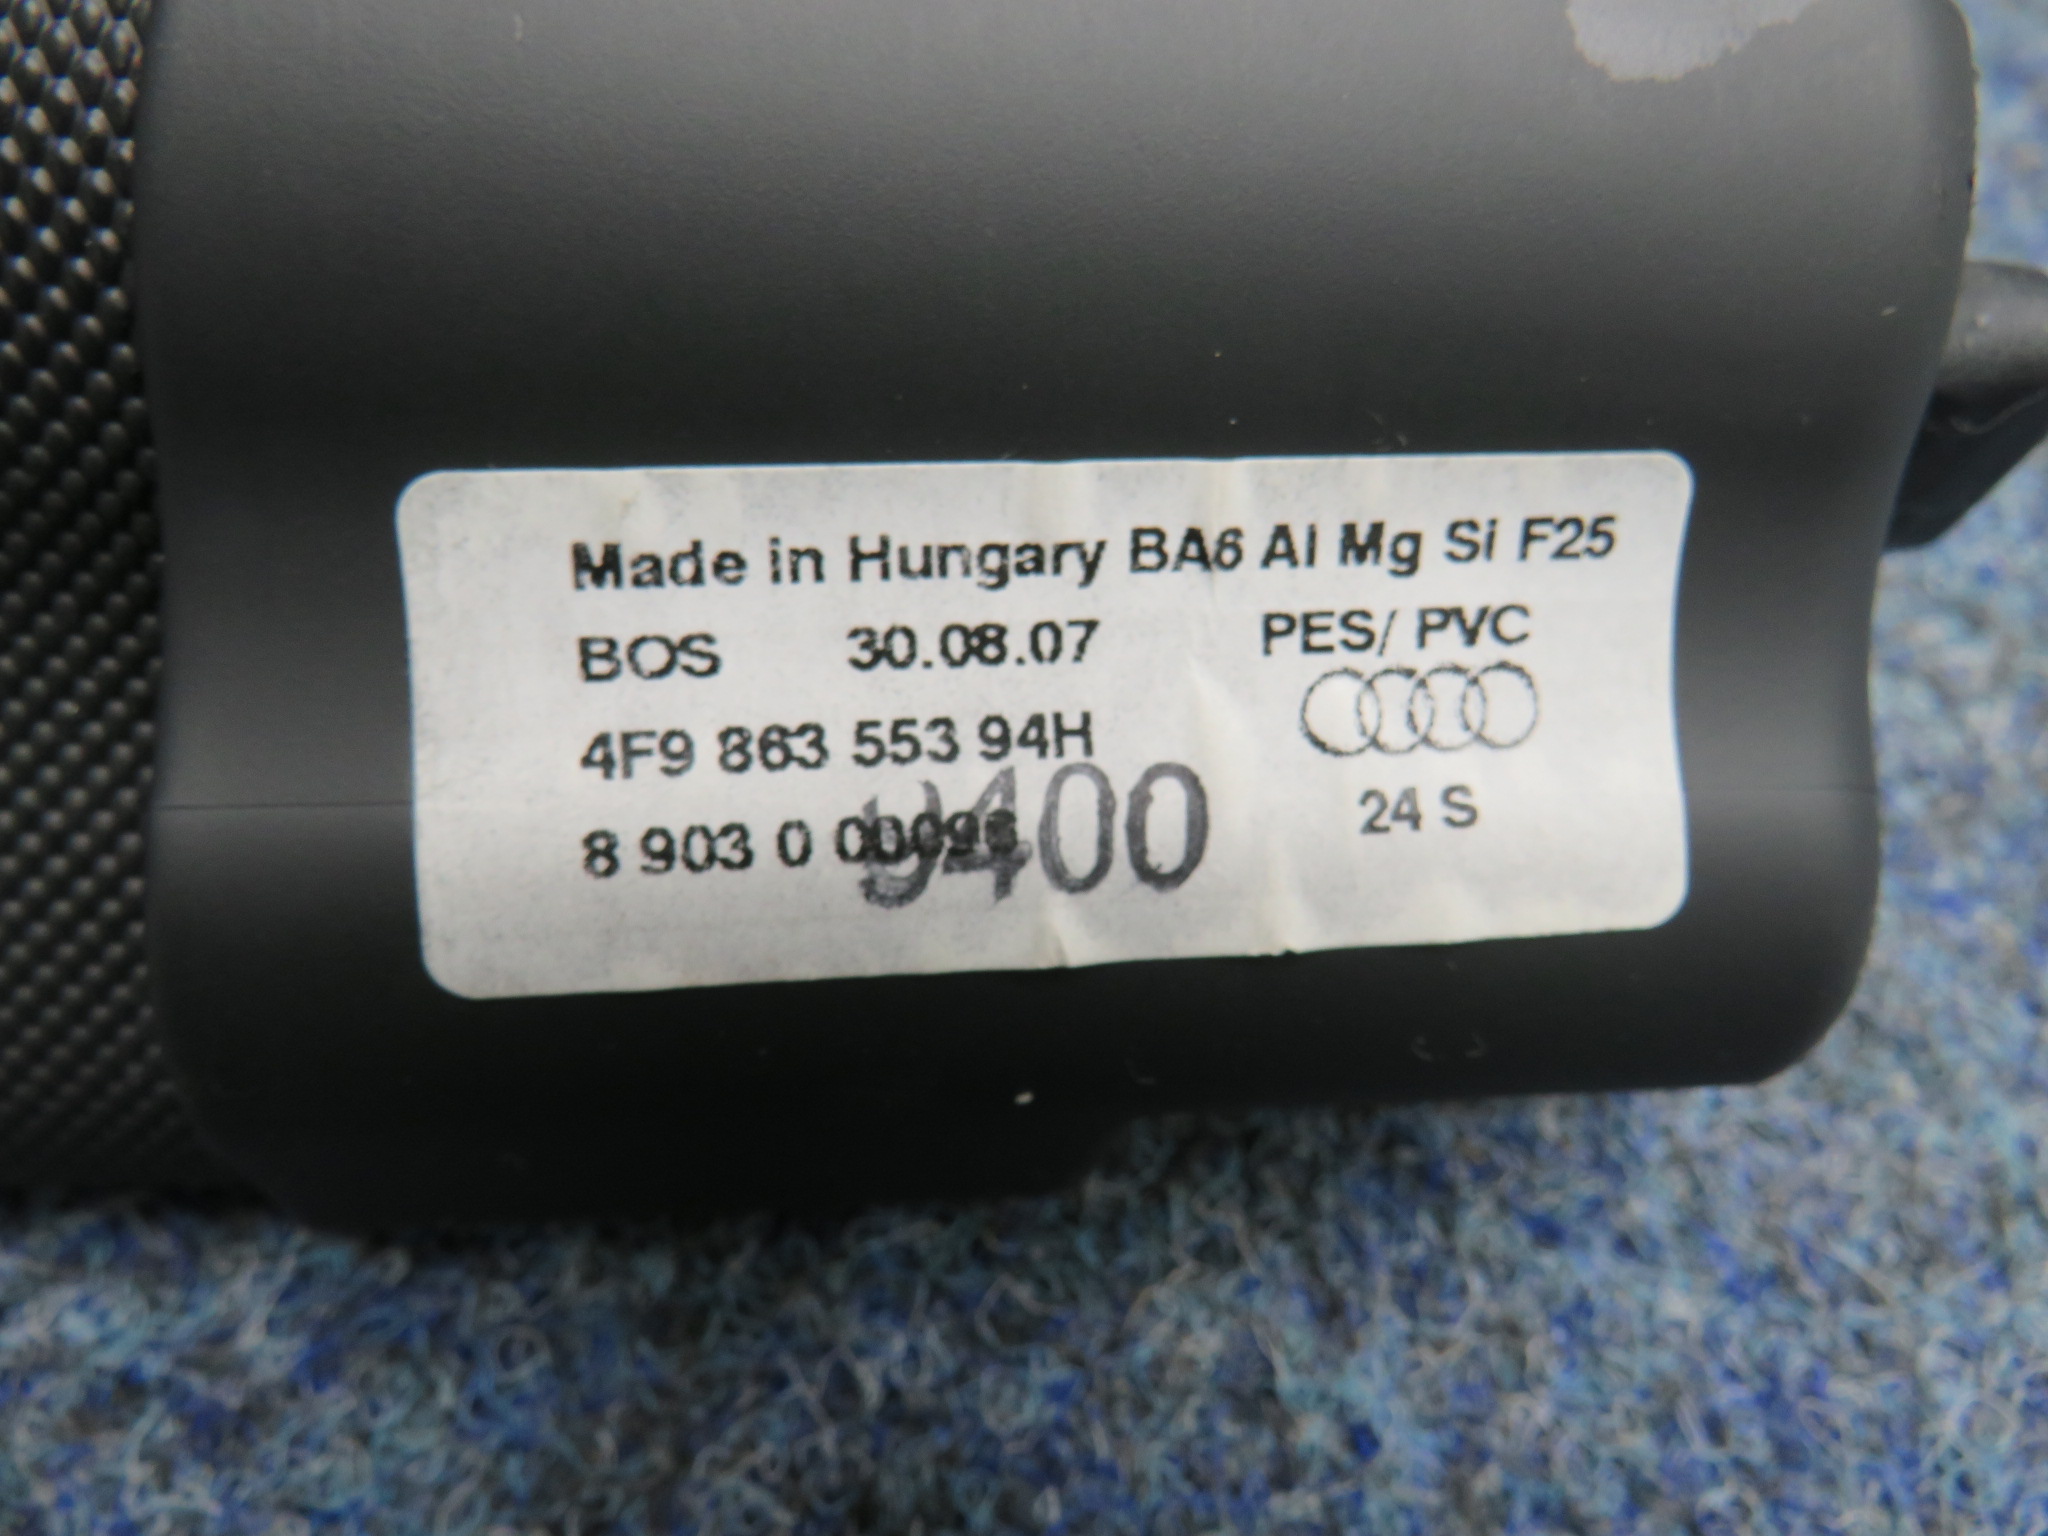 Made in Hungary BA6 Al Mg Si F25
BOS 30.08.07 PES/ PVC
4F9 863 553 94H
8 903 0
9400
24 S